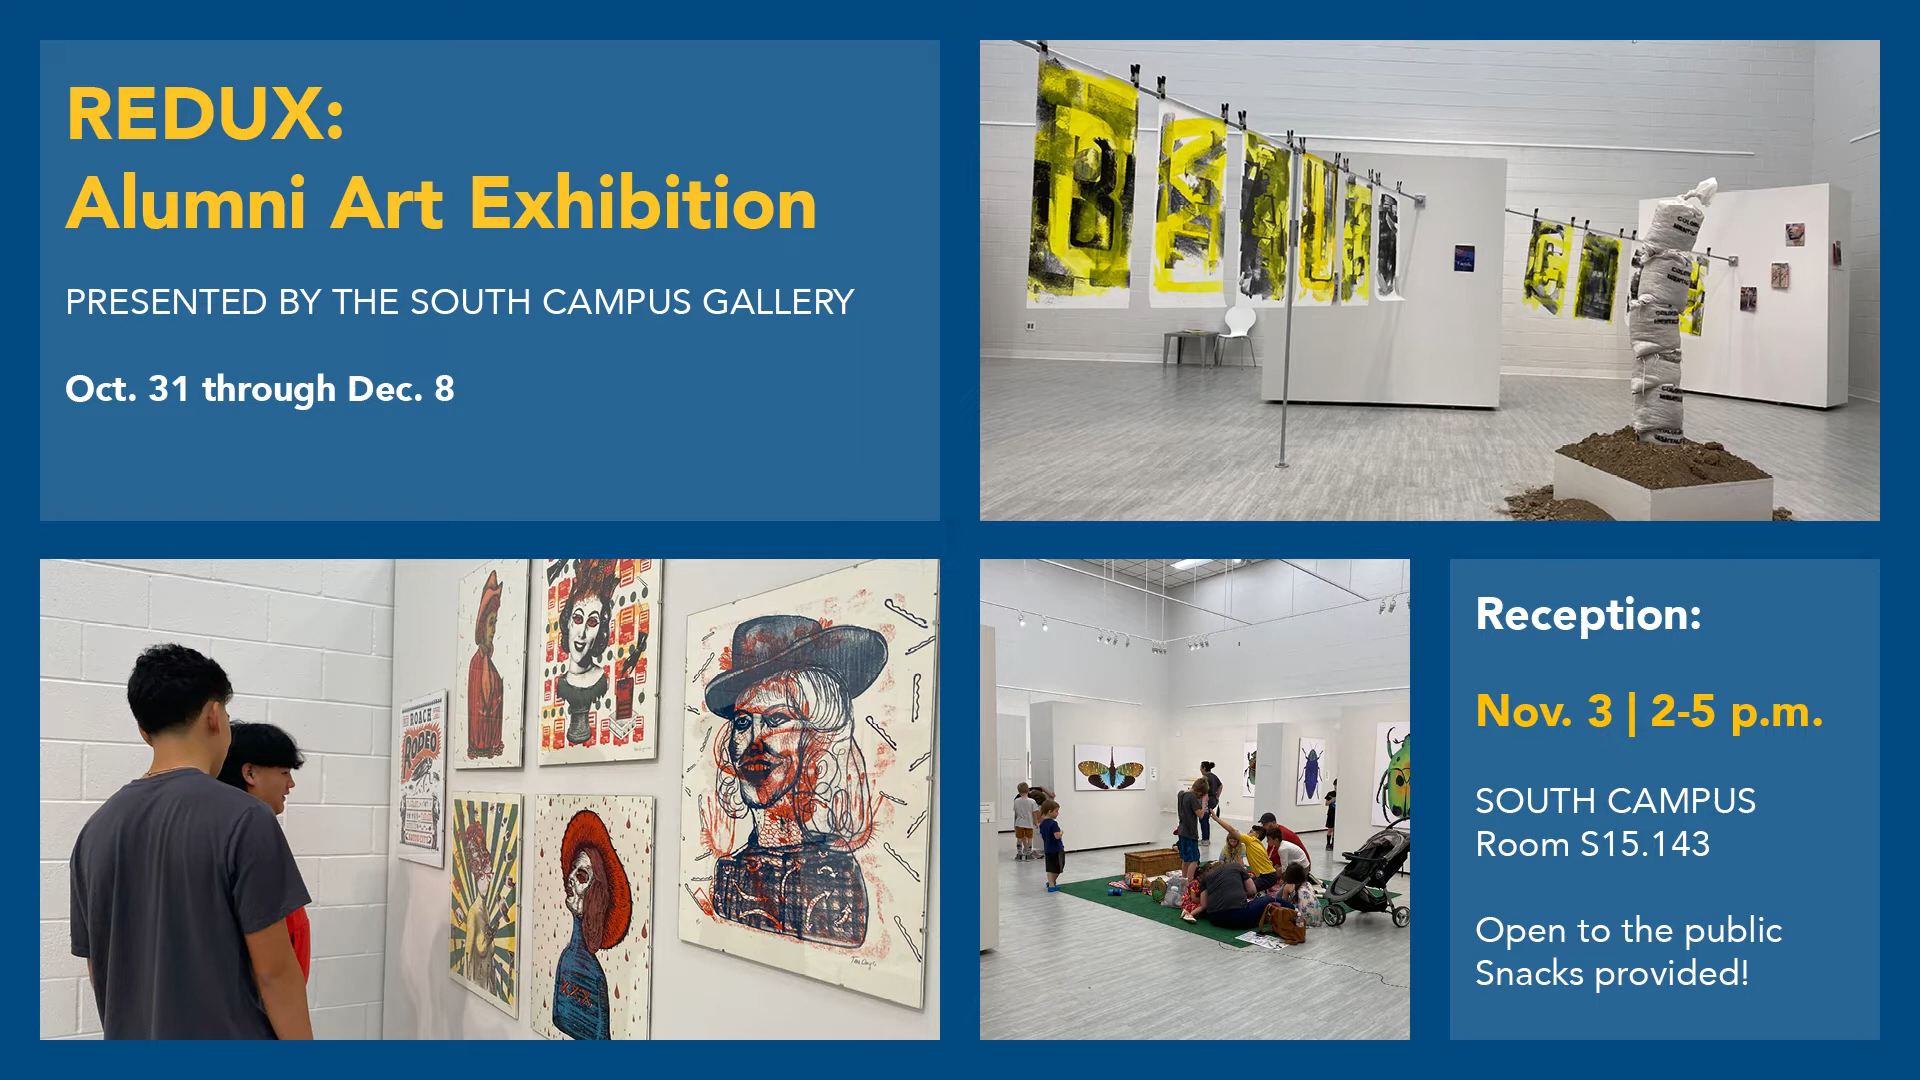 REDUX:
Alumni Art Exhibition
PRESENTED BY THE SOUTH CAMPUS GALLERY
Oct. 31 through Dec. 8
ROACH
RODEO
XXX
Reception:
Nov. 3 | 2-5 p.m.
SOUTH CAMPUS
Room S15.143
Open to the public
Snacks provided!